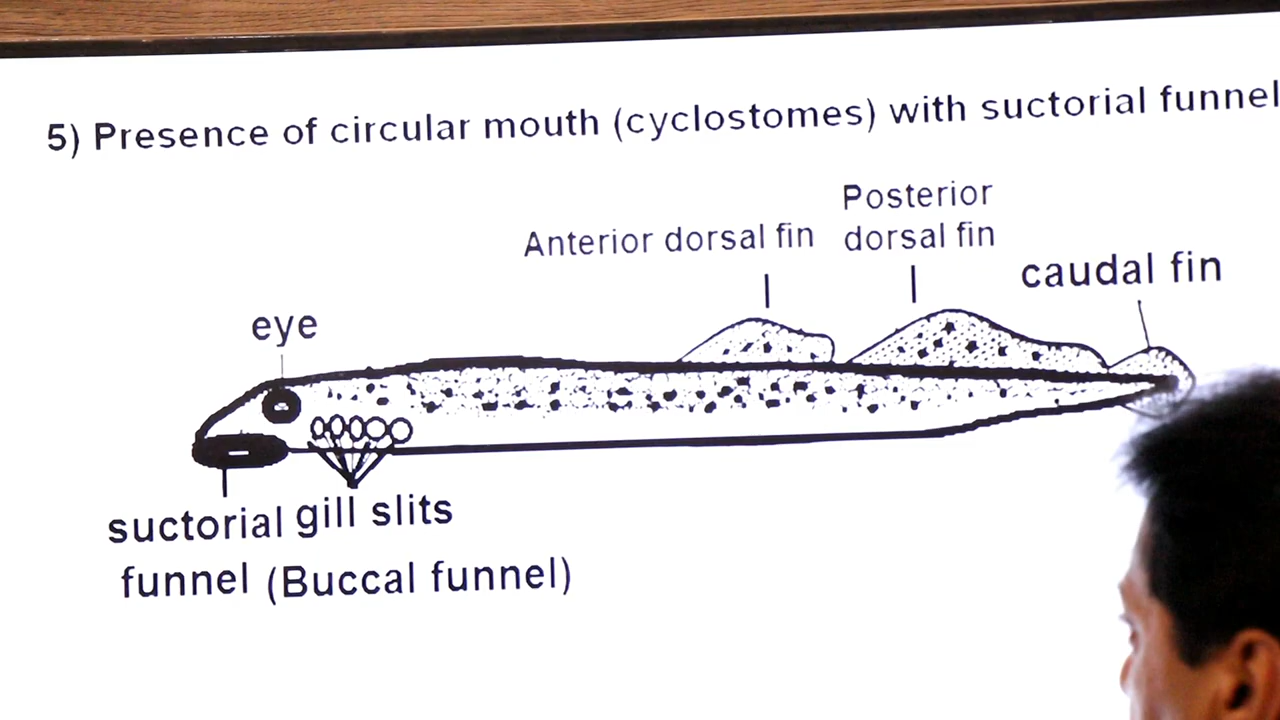 5) Presence of circular mouth (cyclostomes) with suctorial funnel
Posterior
Anterior dorsal fin dorsal fin
caudal fin
eye
suctorial gill slits
funnel (Buccal funnel)